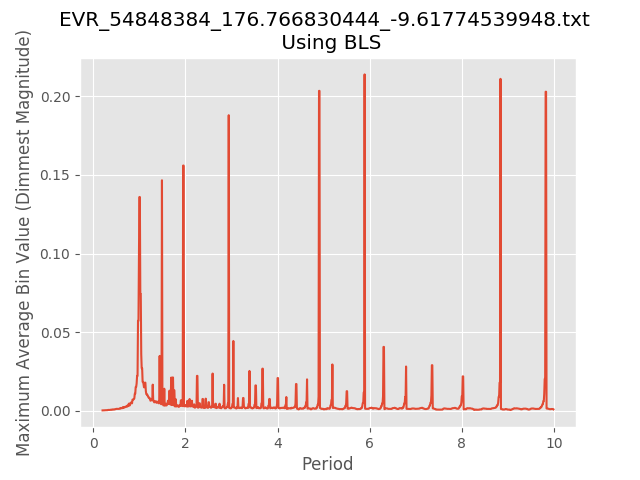 EVR_54848384_176.766830444_-9.61774539948.txt
Using BLS
Maximum Average Bin Value (Dimmest Magnitude)
0.20
0.15
0.10
0.05
0.00
0
2
4
6
8
10
Period